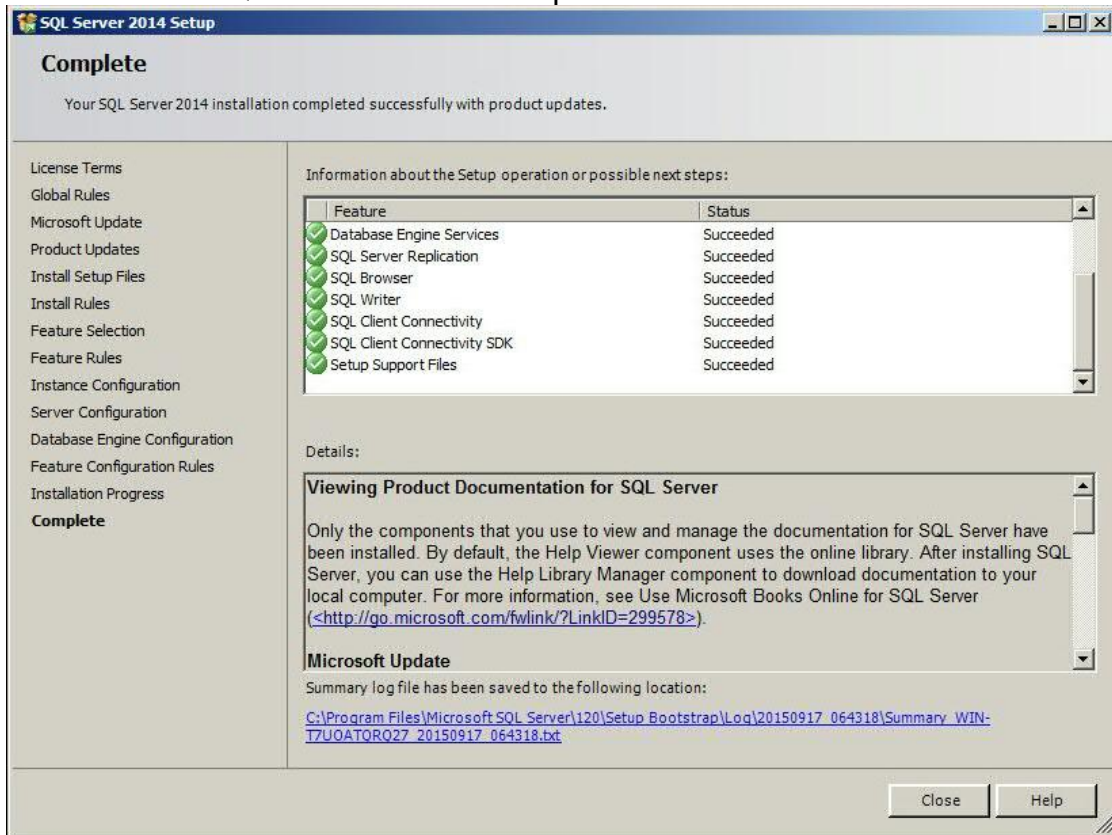 SQL Server 2014 Setup
Complete
Your SQL Server 2014 installation completed successfully with product updates.
License Terms
Global Rules
Microsoft Update
Product Updates
Install Setup Files
Install Rules
Feature Selection
Feature Rules
Instance Configuration
Server Configuration
Database Engine Configuration
Feature Configuration Rules
Installation Progress
Complete
Information about the Setup operation or possible next steps:
Feature Status
Database Engine Services Succeeded
SQL Server Replication Succeeded
SQL Browser Succeeded
SQL Writer Succeeded
SQL Client Connectivity Succeeded
SQL Client Connectivity SDK Succeeded
Setup Support Files Succeeded
Details:
Viewing Product Documentation for SQL Server
Only the components that you use to view and manage the documentation for SQL Server have
been installed. By default, the Help Viewer component uses the online library. After installing SQL
Server, you can use the Help Library Manager component to download documentation to your
local computer. For more information, see Use Microsoft Books Online for SQL Server
(<http://go.microsoft.com/fwlink/?LinkID=299578>).
Microsoft Update
Summary log file has been saved to the following location:
C:\Program Files\Microsoft SQL Server\120\Setup Bootstrap\Log\20150917_064318\Summary_WIN-
T7UOATQRQ27_20150917_064318.txt
Close Help